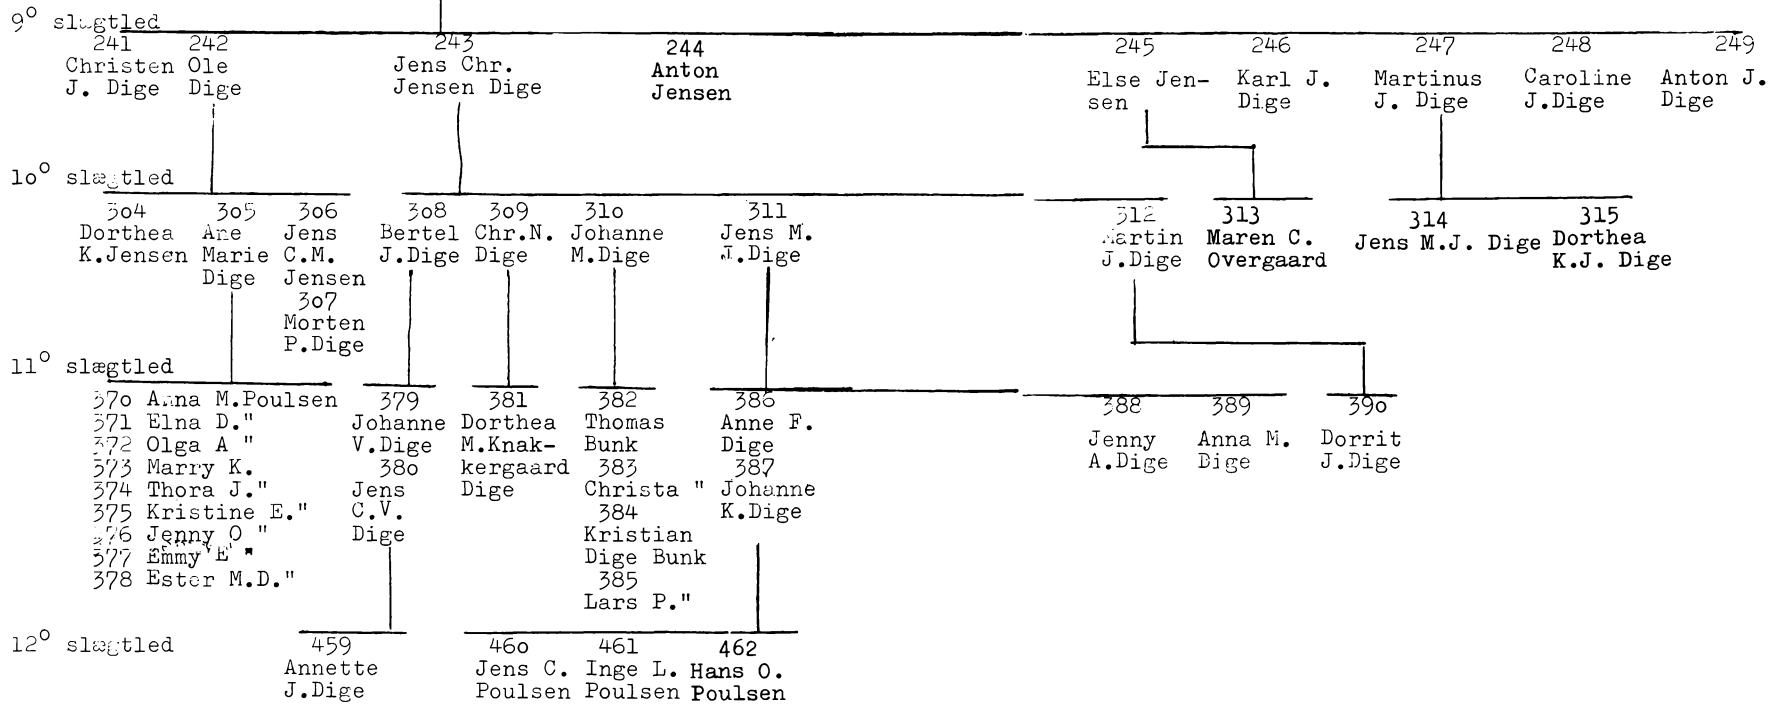 9° slægtled
241 242 243 244 245 246 247 248 249
Christen Ole Jens Chr. Anton Else Jen- Karl J. Martinus Caroline Anton J.
J. Dige Dige Jensen Dige Jensen sen Dige J. Dige J.Dige Dige
10° slægtled
304 305 306 308 309 310 311 312 313 314 315
Dorthea Ane Jens Bertel Chr.N. Johanne Jens M. Martin Maren C. Jens M.J. Dige Dorthea
K.Jensen Marie C.M. J.Dige Dige M.Dige J.Dige J.Dige Overgaard K.J. Dige
Dige Jensen
307
Morten
P.Dige
11° slægtled
370 Anna M.Poulsen 379 381 382 386 388 389 390
371 Elna D." Johanne Dorthea Thomas Anne F. Jenny Anna M. Dorrit
372 Olga A " V.Dige M.Knak- Bunk Dige A.Dige Dige J.Dige
373 Marry K. 380 kergaard 383 387
374 Thora J." Jens Dige Christa " Johanne
375 Kristine E." C.V. 384 K.Dige
376 Jenny O " Dige Kristian
377 Emmy E " Dige Bunk
378 Ester M.D." 385
Lars P."
12° slægtled 459 460 461 462
Annette Jens C. Inge L. Hans O.
J.Dige Poulsen Poulsen Poulsen